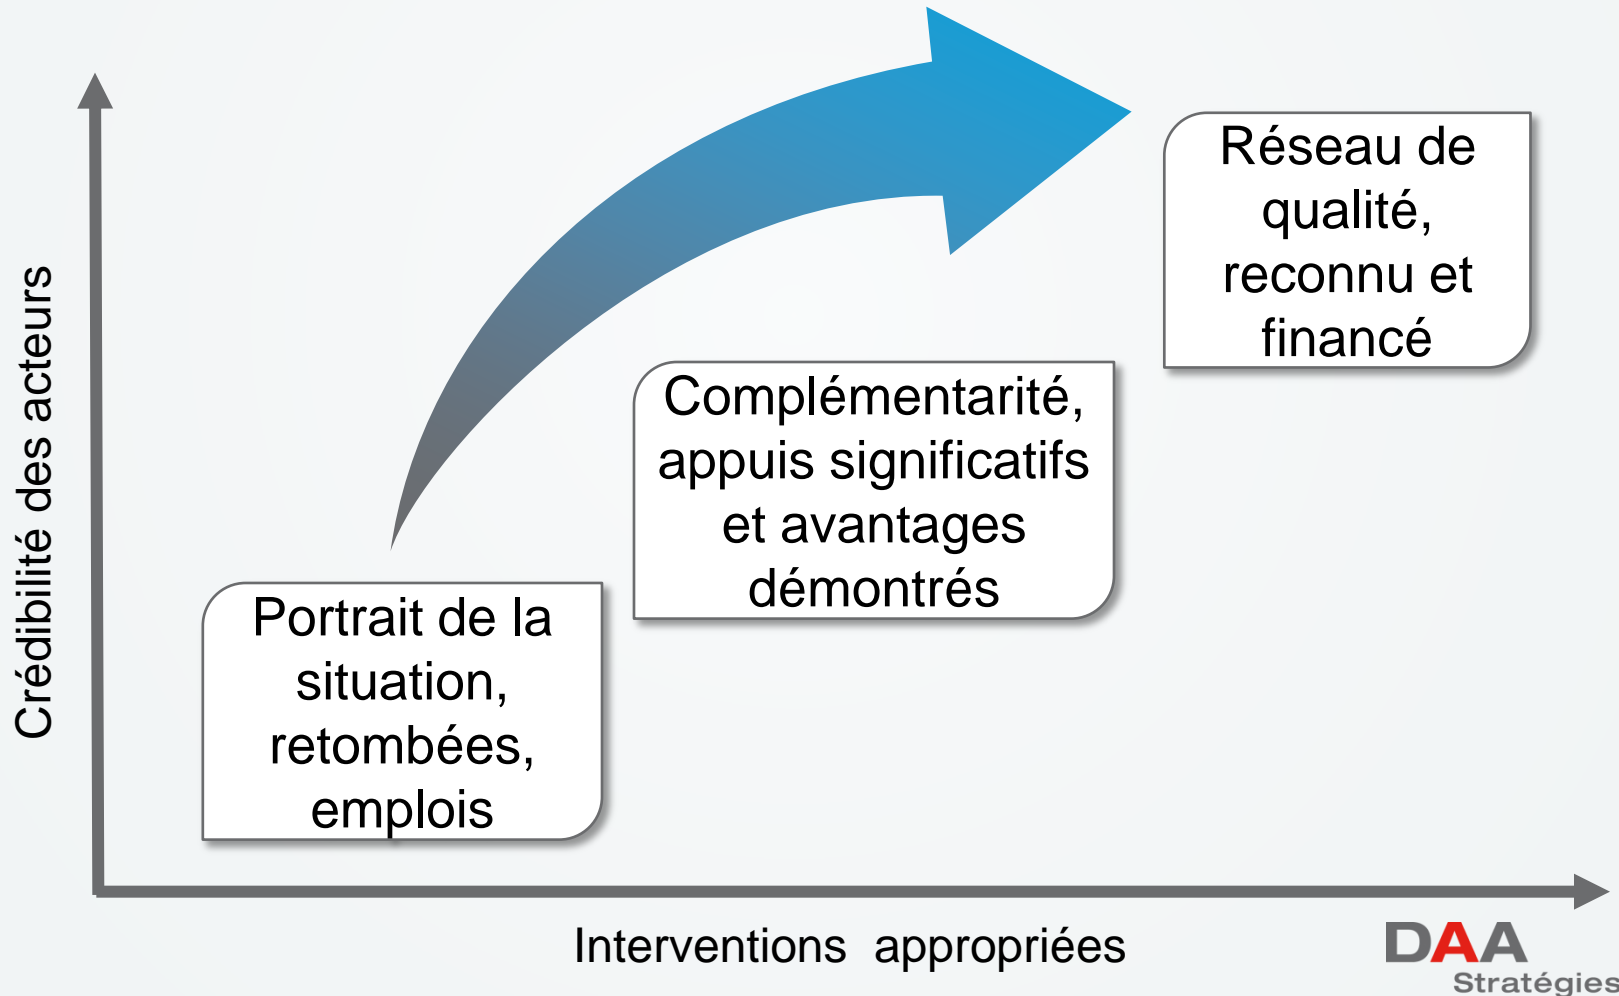 Crédibilité des acteurs
Réseau de
qualité,
reconnu et
financé
Complémentarité,
appuis significatifs
et avantages
démontrés
Portrait de la
situation,
retombées,
emplois
Interventions appropriées
DAA
Stratégies